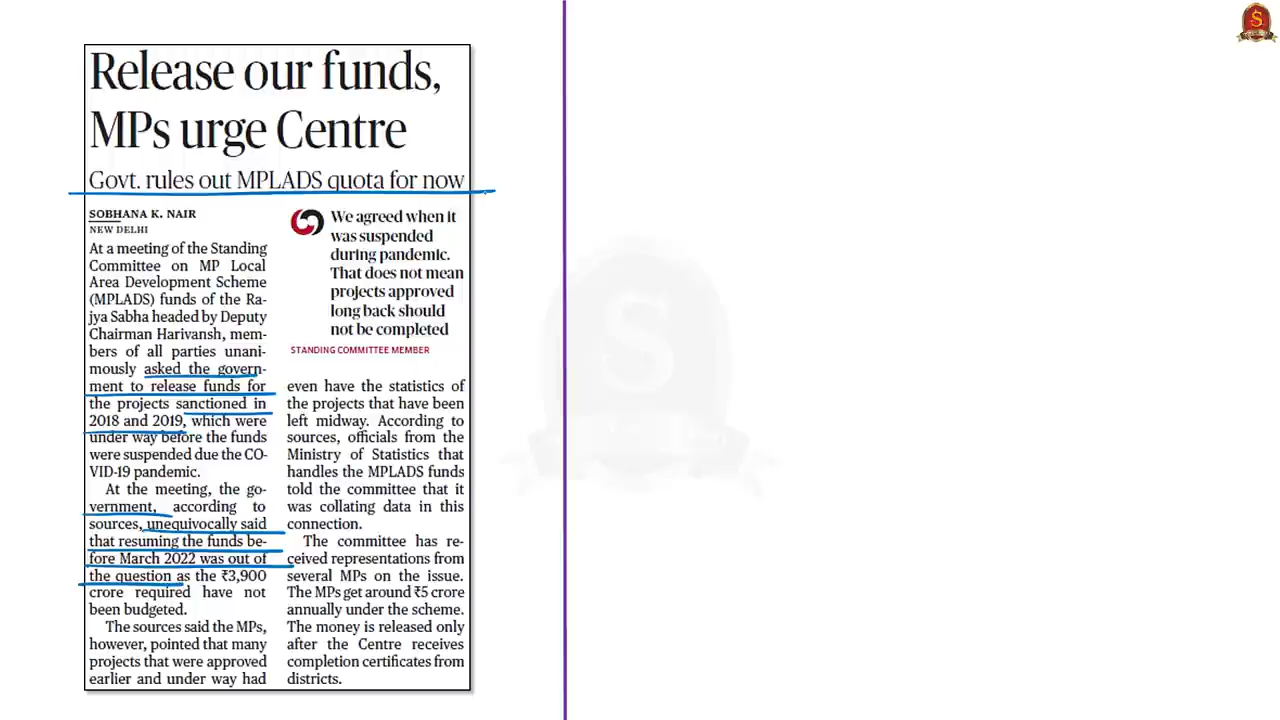 Release our funds,
MPs urge Centre
Govt. rules out MPLADS quota for now
SOBHANA K. NAIR
NEW DELHI
At a meeting of the Standing
Committee on MP Local
Area Development Scheme
(MPLADS) funds of the Ra-
jya Sabha headed by Deputy
Chairman Harivansh, mem-
bers of all parties unani-
mously asked the govern-
ment to release funds for
the projects sanctioned in
2018 and 2019, which were
under way before the funds
were suspended due the CO-
VID-19 pandemic.
At the meeting, the go-
vernment, according to
sources, unequivocally said
that resuming the funds be-
fore March 2022 was out of
the question as the ₹3,900
crore required have not
been budgeted.
The sources said the MPs,
however, pointed that many
projects that were approved
earlier and under way had
We agreed when it
was suspended
during pandemic.
That does not mean
projects approved
long back should
not be completed
STANDING COMMITTEE MEMBER
even have the statistics of
the projects that have been
left midway. According to
sources, officials from the
Ministry of Statistics that
handles the MPLADS funds
told the committee that it
was collating data in this
connection.
The committee has re-
ceived representations from
several MPs on the issue.
The MPs get around ₹5 crore
annually under the scheme.
The money is released only
after the Centre receives
completion certificates from
districts.
S
S